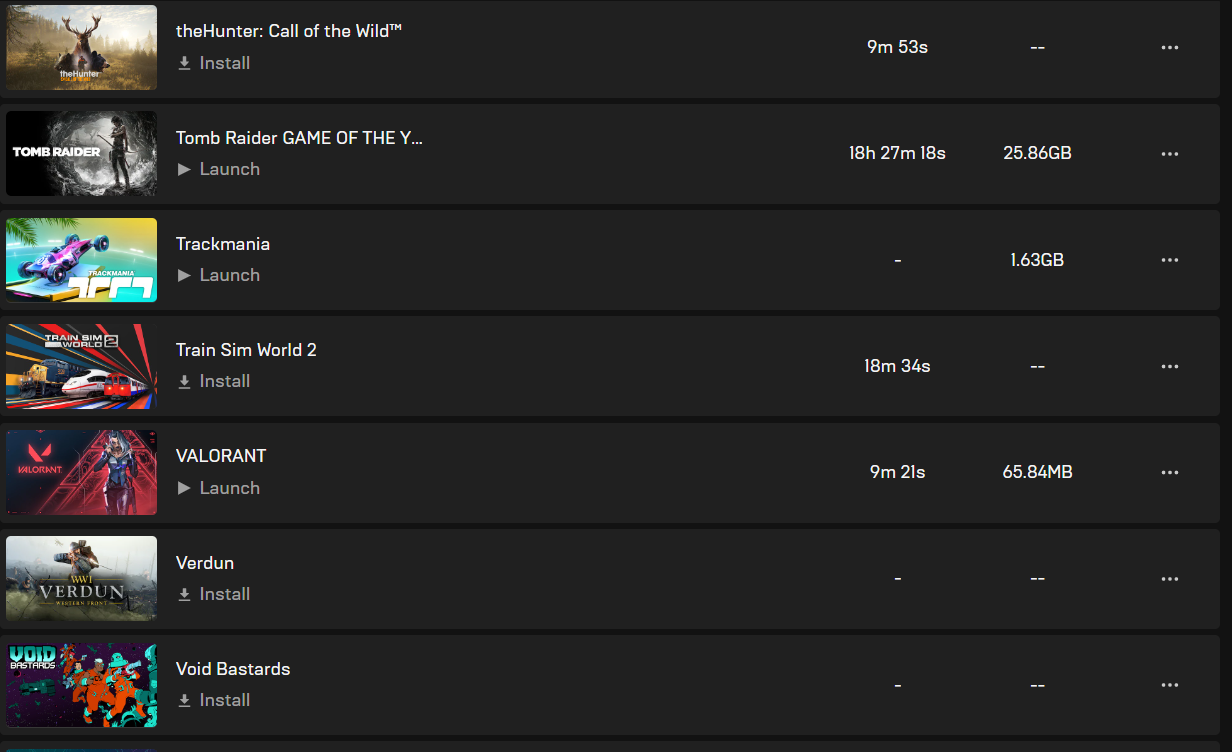 theHunter
theHunter: Call of the Wild™
Install
9m 53s
--
TOMB RAIDER
Tomb Raider GAME OF THE Y...
Launch
18h 27m 18s
25.86GB
TRACKMANIA
Trackmania
Launch
-
1.63GB
TRAIN SIM
WORLD 2
Train Sim World 2
Install
18m 34s
--
VALORANT
VALORANT
Launch
9m 21s
65.84MB
WWI
VERDUN
WESTERN FRONT
Verdun
Install
-
--
VOID
BASTARDS
Void Bastards
Install
-
--